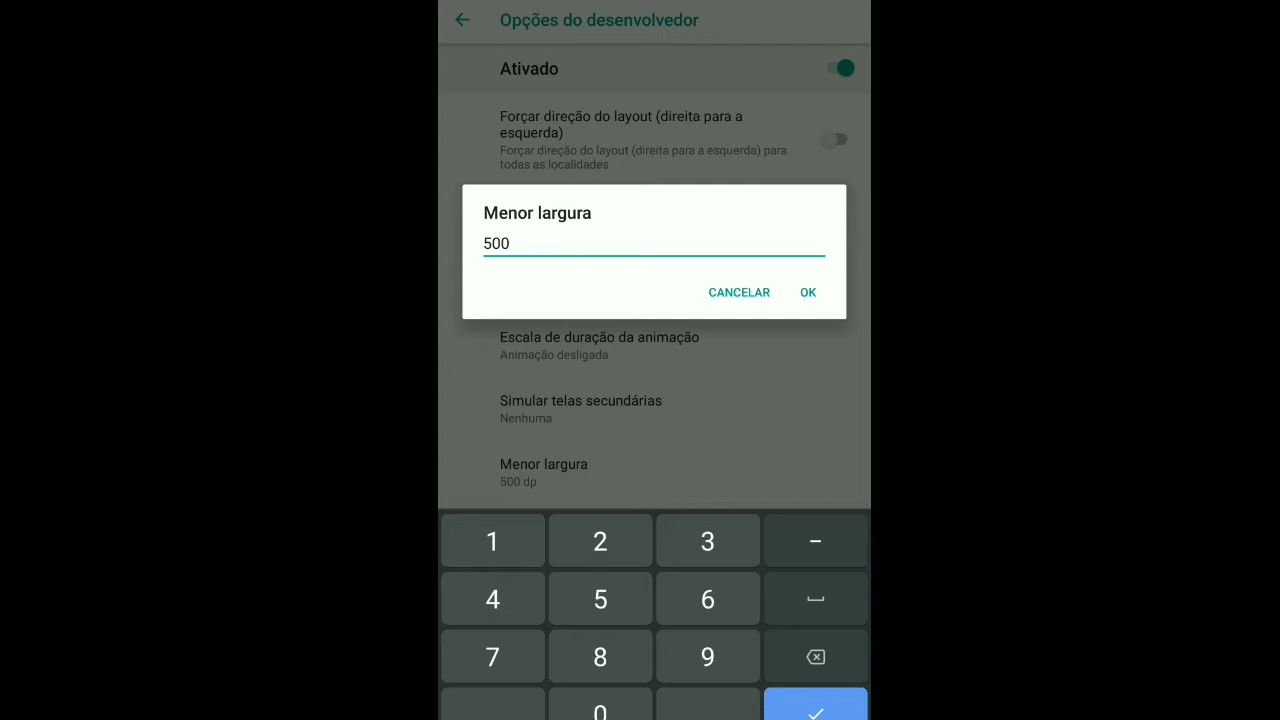 Opções do desenvolvedor
Ativado
Forçar direção do layout (direita para a
esquerda)
Forçar direção do layout (direita para a esquerda) para
todas as localidades
Menor largura
500
CANCELAR OK
Escala de duração da animação
Animação desligada
Simular telas secundárias
Nenhuma
Menor largura
500 dp
1 2 3 −
4 5 6
7 8 9
0